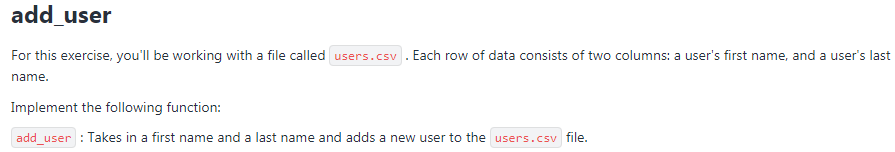 add_user
For this exercise, you'll be working with a file called users.csv . Each row of data consists of two columns: a user's first name, and a user's last
name.
Implement the following function:
add_user : Takes in a first name and a last name and adds a new user to the users.csv file.